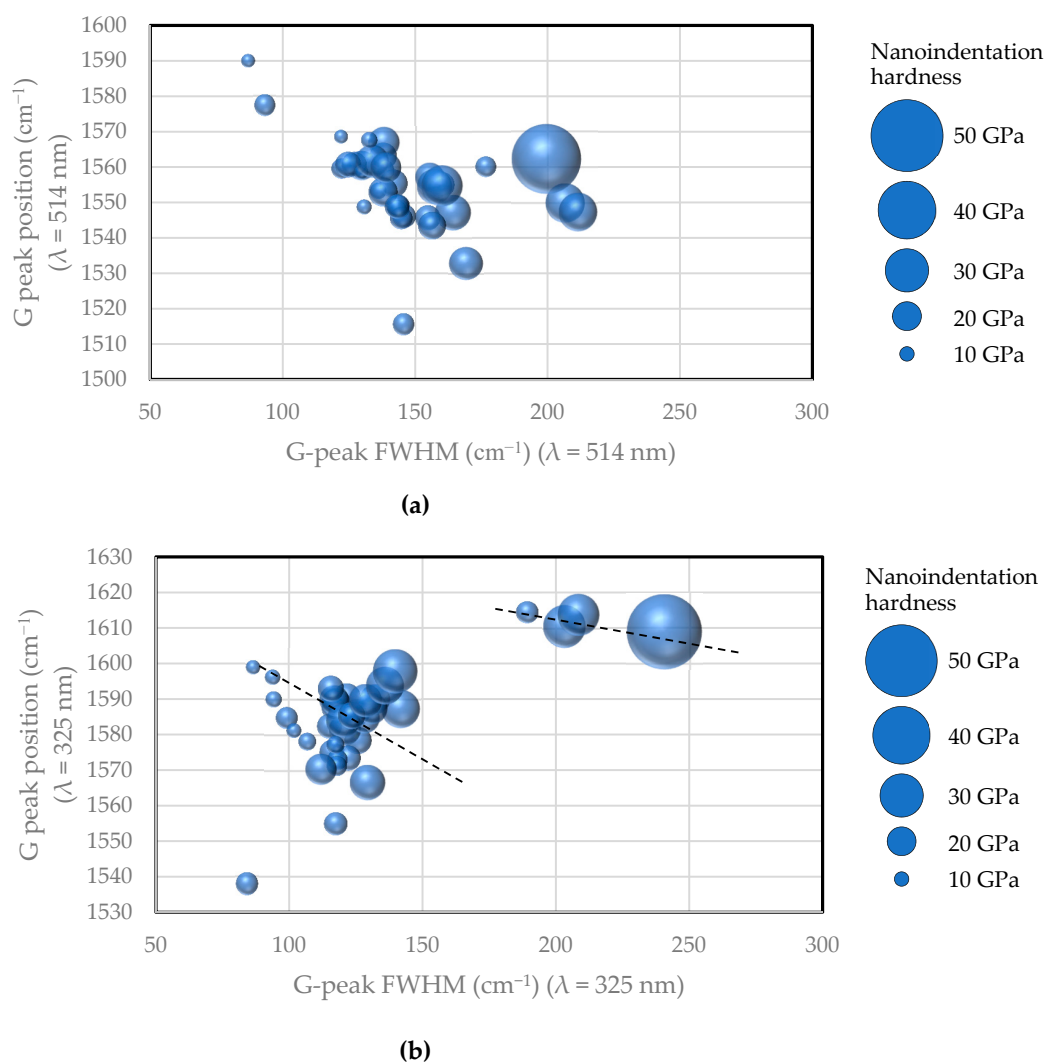 1600
1590
1580
1570
1560
1550
1540
1530
1520
1510
1500
G peak position (cm⁻¹)
(λ = 514 nm)
50
100
150
200
250
300
G-peak FWHM (cm⁻¹) (λ = 514 nm)
Nanoindentation
hardness
50 GPa
40 GPa
30 GPa
20 GPa
10 GPa
(a)
1630
1620
1610
1600
1590
1580
1570
1560
1550
1540
1530
G peak position (cm⁻¹)
(λ = 325 nm)
50
100
150
200
250
300
G-peak FWHM (cm⁻¹) (λ = 325 nm)
Nanoindentation
hardness
50 GPa
40 GPa
30 GPa
20 GPa
10 GPa
(b)